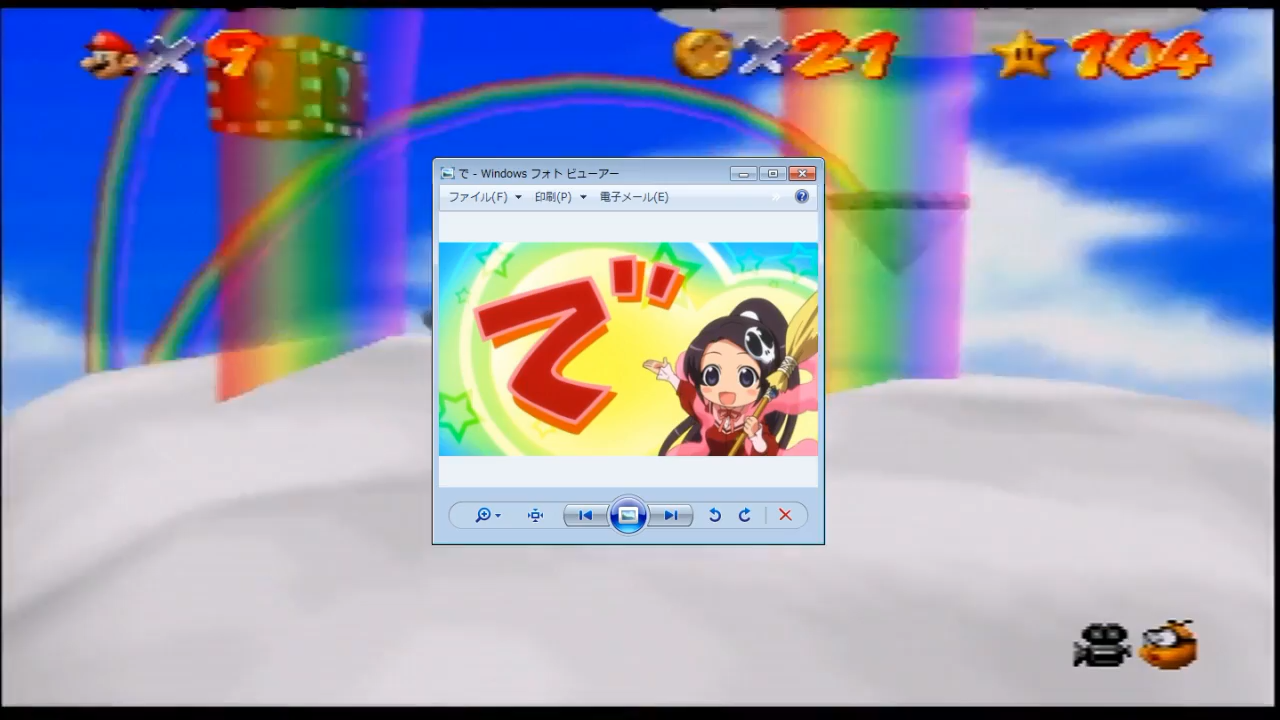 ×9
×21
104
で - Windows フォト ビューアー
ファイル(F) 印刷(P) 電子メール(E) » ?
で